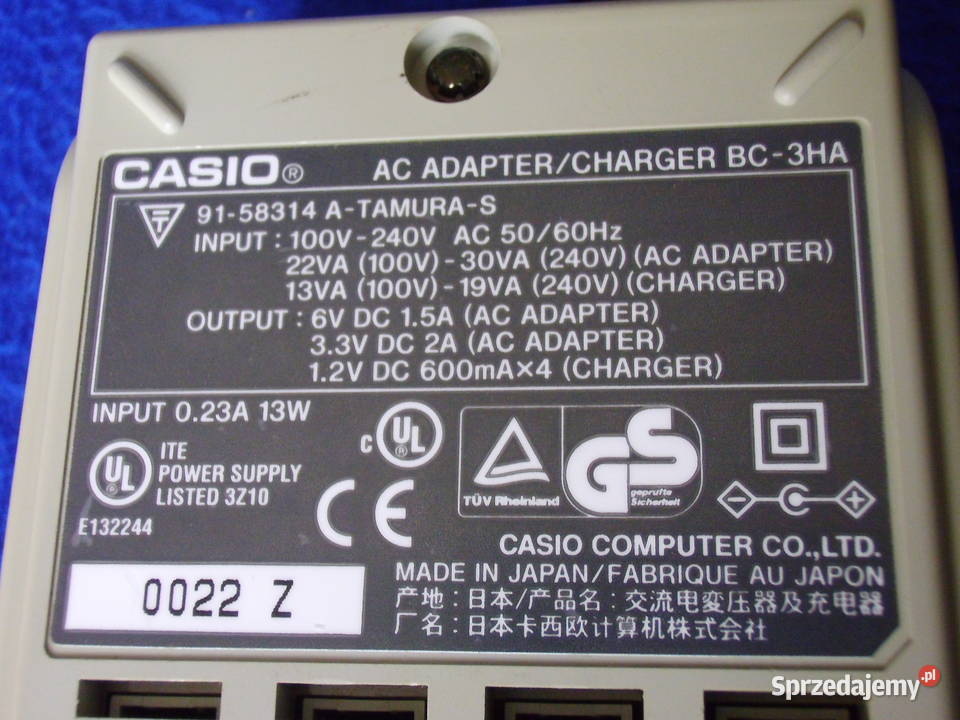 CASIO® AC ADAPTER/CHARGER BC-3HA
91-58314 A-TAMURA-S
INPUT : 100V-240V AC 50/60Hz
22VA (100V)-30VA (240V) (AC ADAPTER)
13VA (100V)-19VA (240V) (CHARGER)
OUTPUT : 6V DC 1.5A (AC ADAPTER)
3.3V DC 2A (AC ADAPTER)
1.2V DC 600mA×4 (CHARGER)
INPUT 0.23A 13W
c UL®
UL® ITE
POWER SUPPLY
LISTED 3Z10
E132244
CE
TÜV Rheinland
GS
geprüfte
Sicherheit
CASIO COMPUTER CO.,LTD.
MADE IN JAPAN/FABRIQUE AU JAPON
产地：日本/产品名：交流电变压器及充电器
厂名：日本卡西欧计算机株式会社
0022 Z
Sprzedajemy.pl